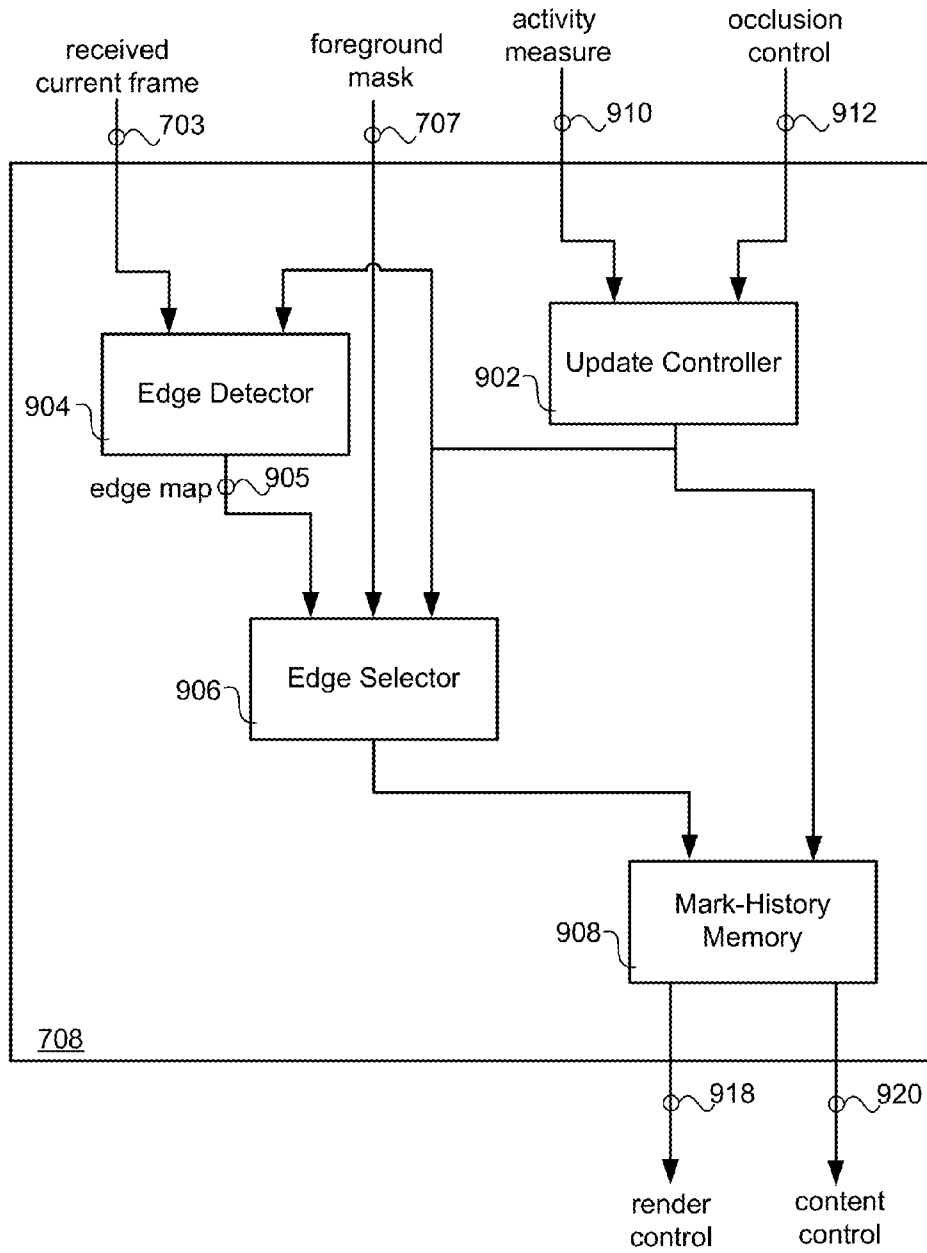 received
current frame
foreground
mask
activity
measure
occlusion
control
703
707
910
912
Edge Detector
904
Update Controller
902
edge map
905
Edge Selector
906
Mark-History
Memory
908
708
918
920
render
control
content
control